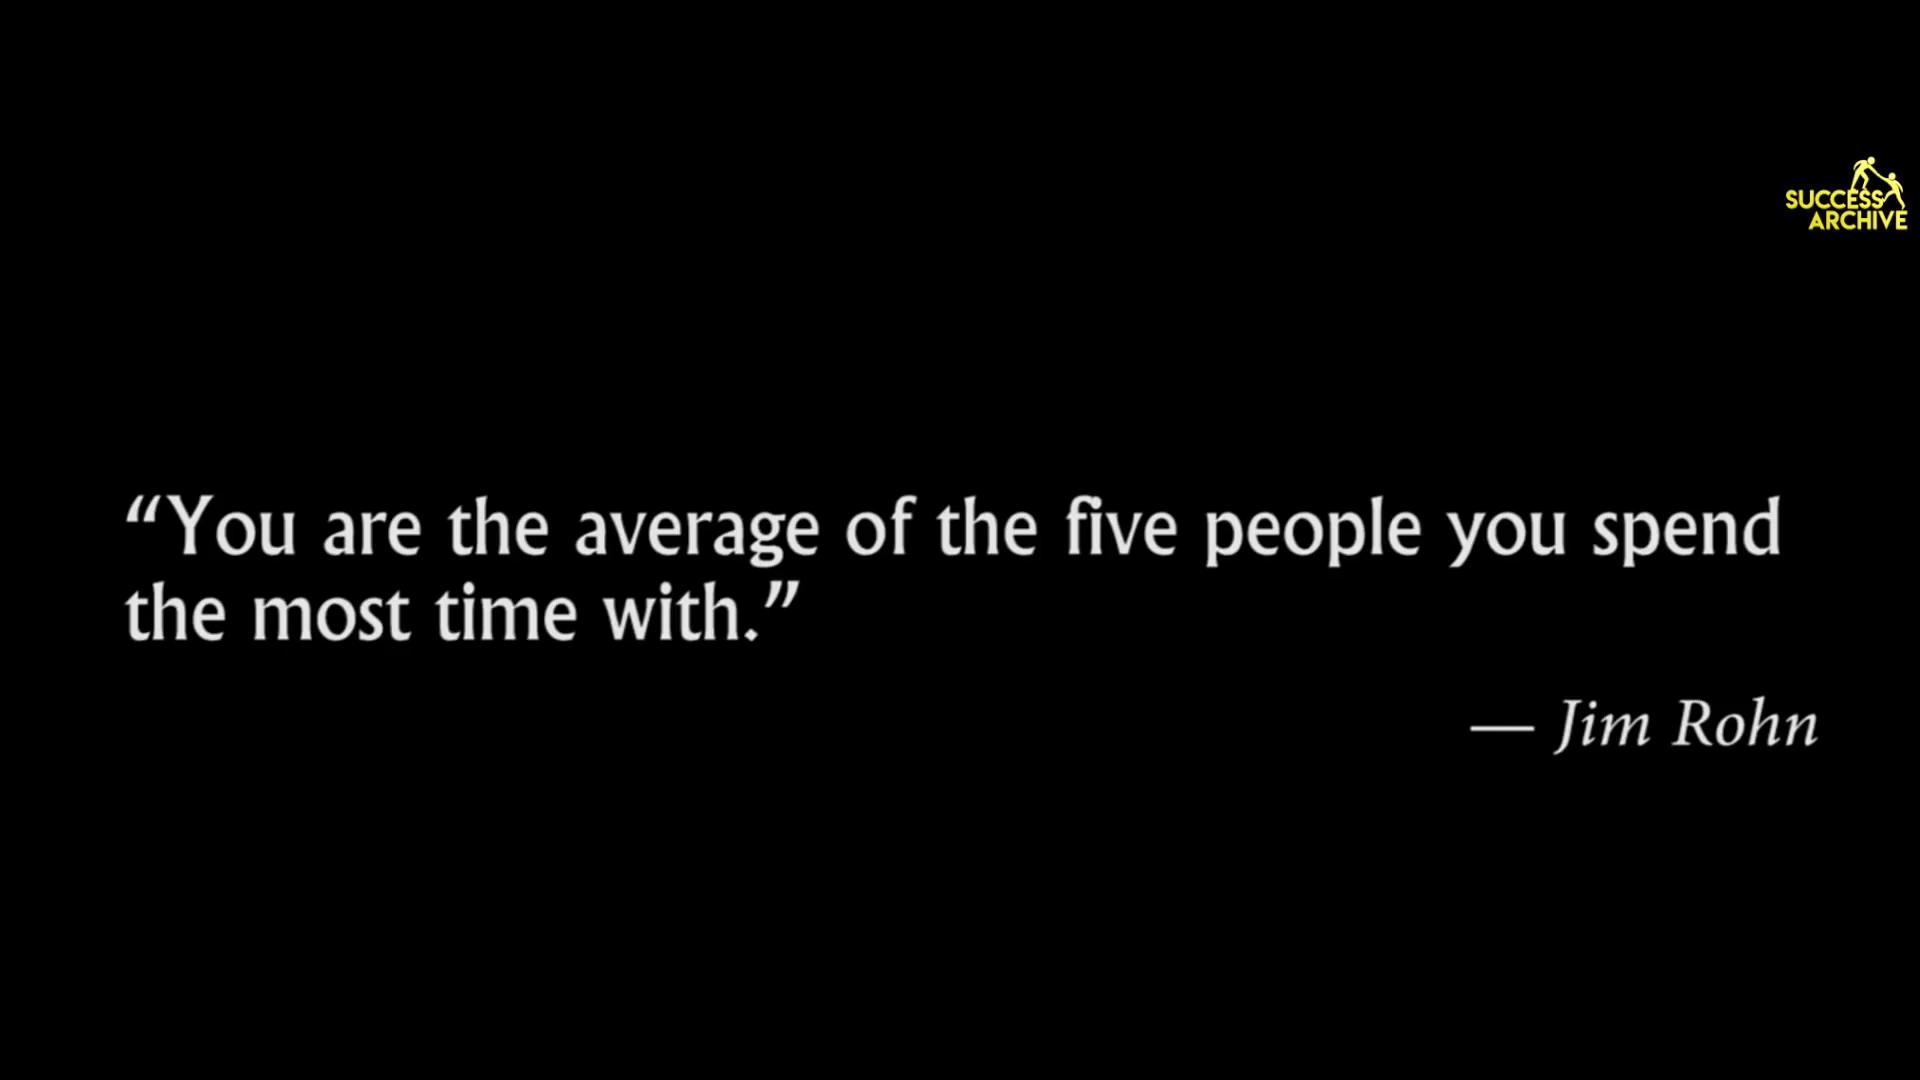 SUCCESS
ARCHIVE
“You are the average of the five people you spend
the most time with.”
— Jim Rohn